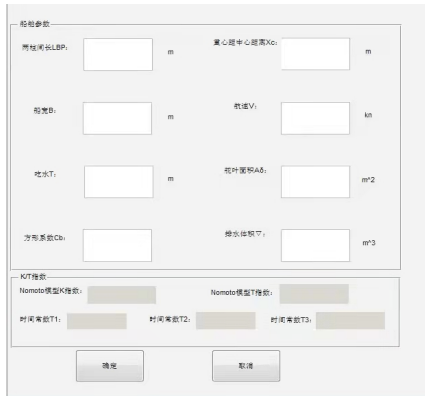 船舶参数
两柱间长LBP: m 重心距中心距离Xc: m
船宽B: m 航速V: kn
吃水T: m 舵叶面积Aδ: m^2
方形系数Cb: 排水体积▽: m^3
K/T指数
Nomoto模型K指数: Nomoto模型T指数:
时间常数T1: 时间常数T2: 时间常数T3:
确定 取消